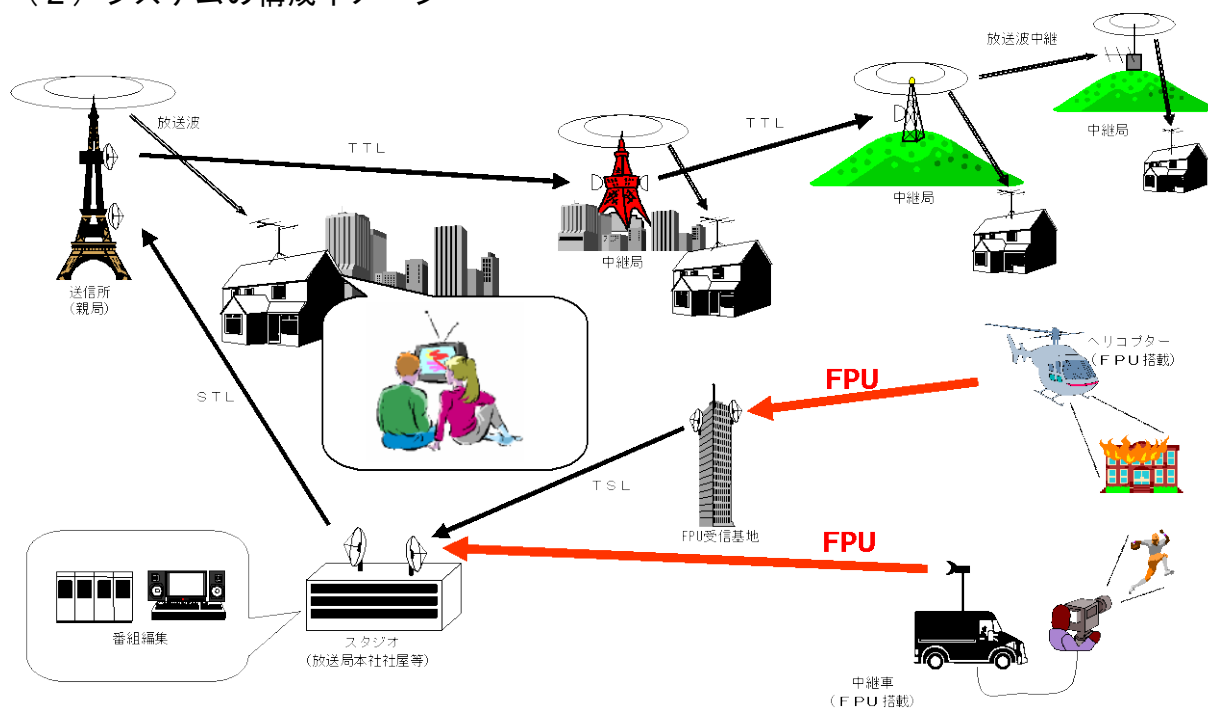 (2) システムの構成イメージ
放送波中継
放送波
TTL
TTL
中継局
中継局
中継局
送信所
(親局)
ヘリコプター
(FPU搭載)
FPU
STL
TSL
FPU受信基地
FPU
番組編集
スタジオ
(放送局本社社屋等)
中継車
(FPU搭載)